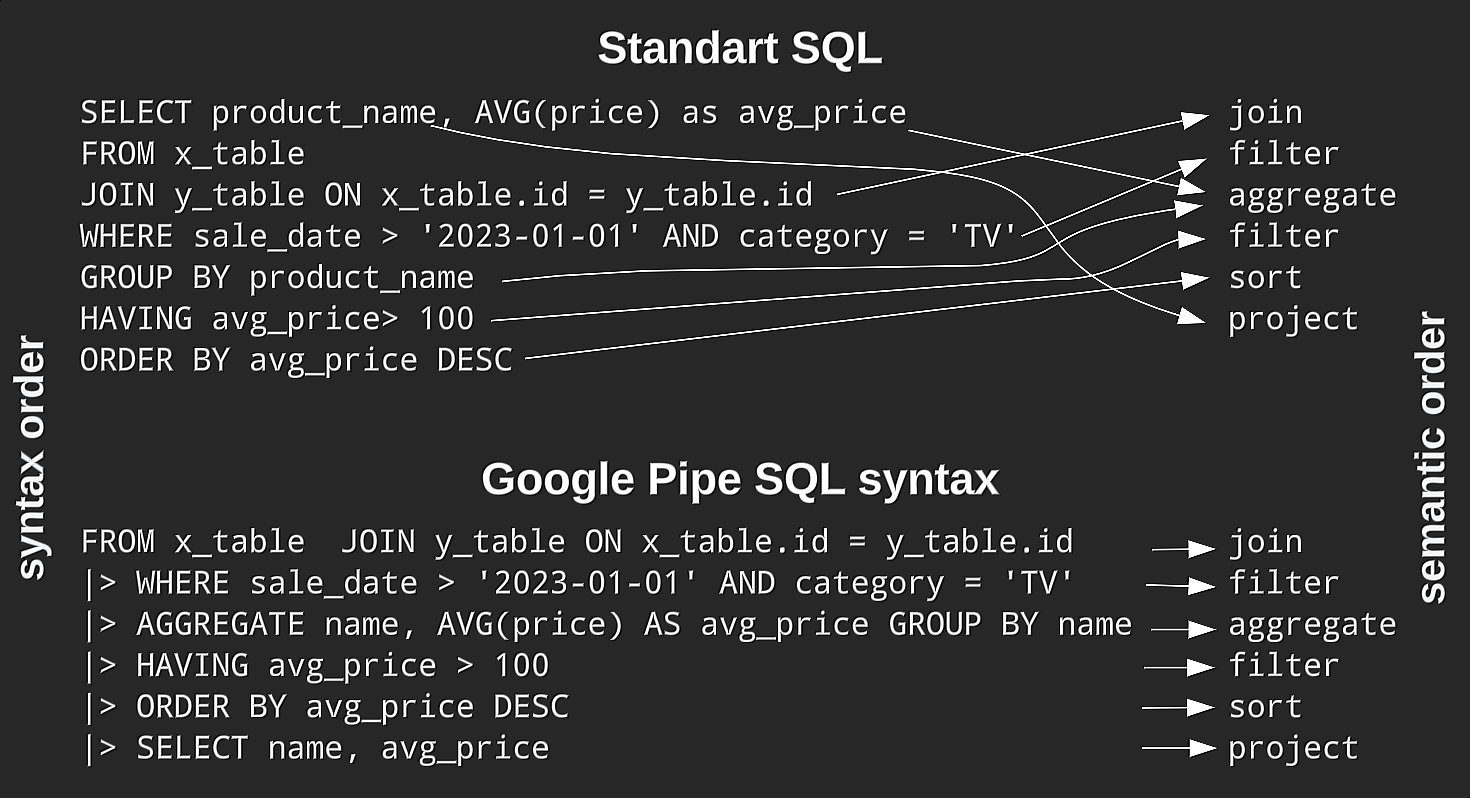 Standart SQL
SELECT product_name, AVG(price) as avg_price
FROM x_table
JOIN y_table ON x_table.id = y_table.id
WHERE sale_date > '2023-01-01' AND category = 'TV'
GROUP BY product_name
HAVING avg_price> 100
ORDER BY avg_price DESC
join
filter
aggregate
filter
sort
project
syntax order
semantic order
Google Pipe SQL syntax
FROM x_table  JOIN y_table ON x_table.id = y_table.id
|> WHERE sale_date > '2023-01-01' AND category = 'TV'
|> AGGREGATE name, AVG(price) AS avg_price GROUP BY name
|> HAVING avg_price > 100
|> ORDER BY avg_price DESC
|> SELECT name, avg_price
join
filter
aggregate
filter
sort
project